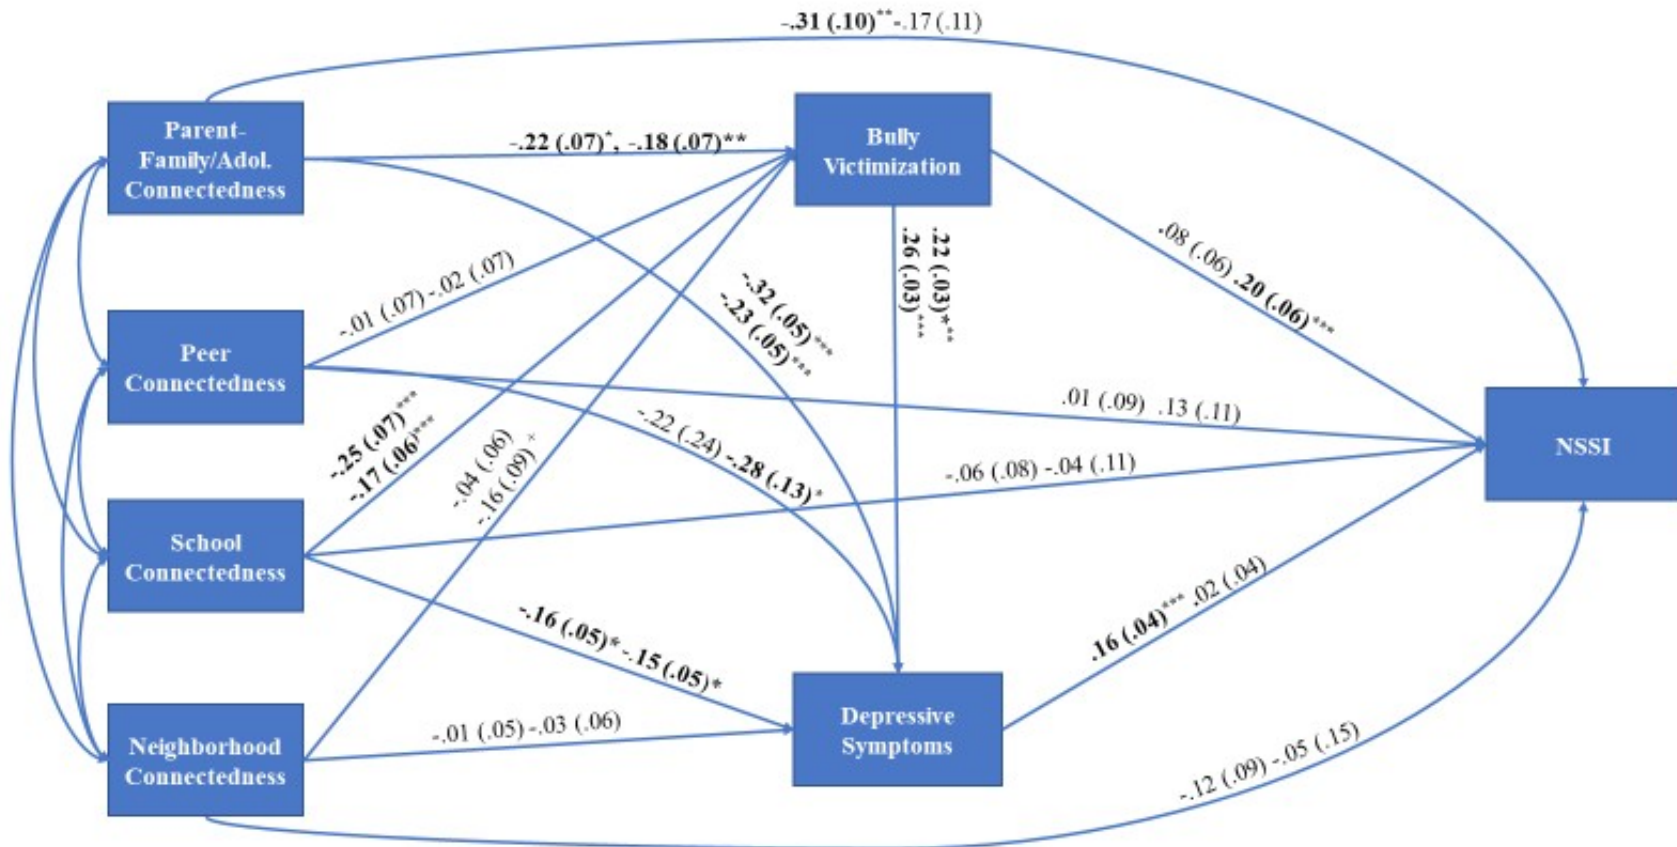 -.31 (.10)**-.17 (.11)
Parent-
Family/Adol.
Connectedness
-.22 (.07)*, -.18 (.07)**
Bully
Victimization
.08 (.06) .20 (.06)***
.22 (.03)***
.26 (.03)***
-.01 (.07) -.02 (.07)
-.32 (.05)***
-.23 (.05)***
Peer
Connectedness
.01 (.09) .13 (.11)
-.22 (.24) -.28 (.13)*
-.25 (.07)***
-.17 (.06)***
-.04 (.06)
-.16 (.09) +
-.06 (.08) -.04 (.11)
NSSI
School
Connectedness
-.16 (.05)* -.15 (.05)*
.16 (.04)*** .02 (.04)
Neighborhood
Connectedness
-.01 (.05) -.03 (.06)
Depressive
Symptoms
-.12 (.09) -.05 (.15)